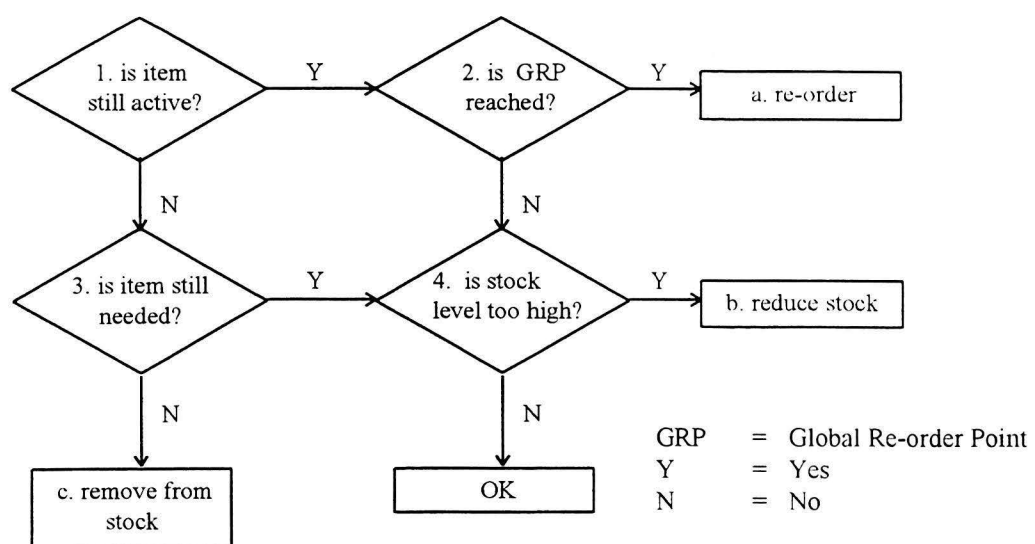 1. is item
still active?
Y
2. is GRP
reached?
Y
a. re-order
N
N
3. is item still
needed?
Y
4. is stock
level too high?
Y
b. reduce stock
N
N
c. remove from
stock
OK
GRP = Global Re-order Point
Y = Yes
N = No